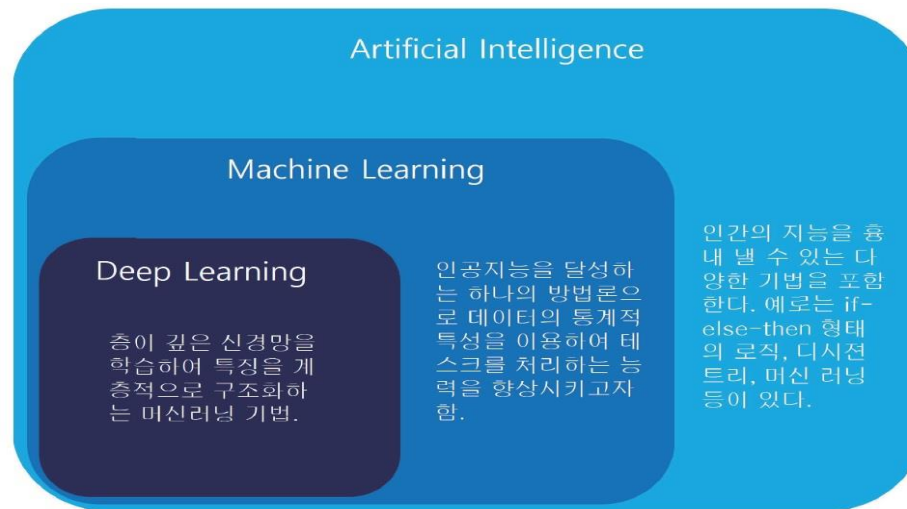 Artificial Intelligence
Machine Learning
Deep Learning
층이 깊은 신경망을
학습하여 특징을 계
층적으로 구조화하
는 머신러닝 기법.
인공지능을 달성하
는 하나의 방법론으
로 데이터의 통계적
특성을 이용하여 테
스크를 처리하는 능
력을 향상시키고자
함.
인간의 지능을 흉
내 낼 수 있는 다
양한 기법을 포함
한다. 예로는 if-
else-then 형태
의 로직, 디시젼
트리, 머신 러닝
등이 있다.